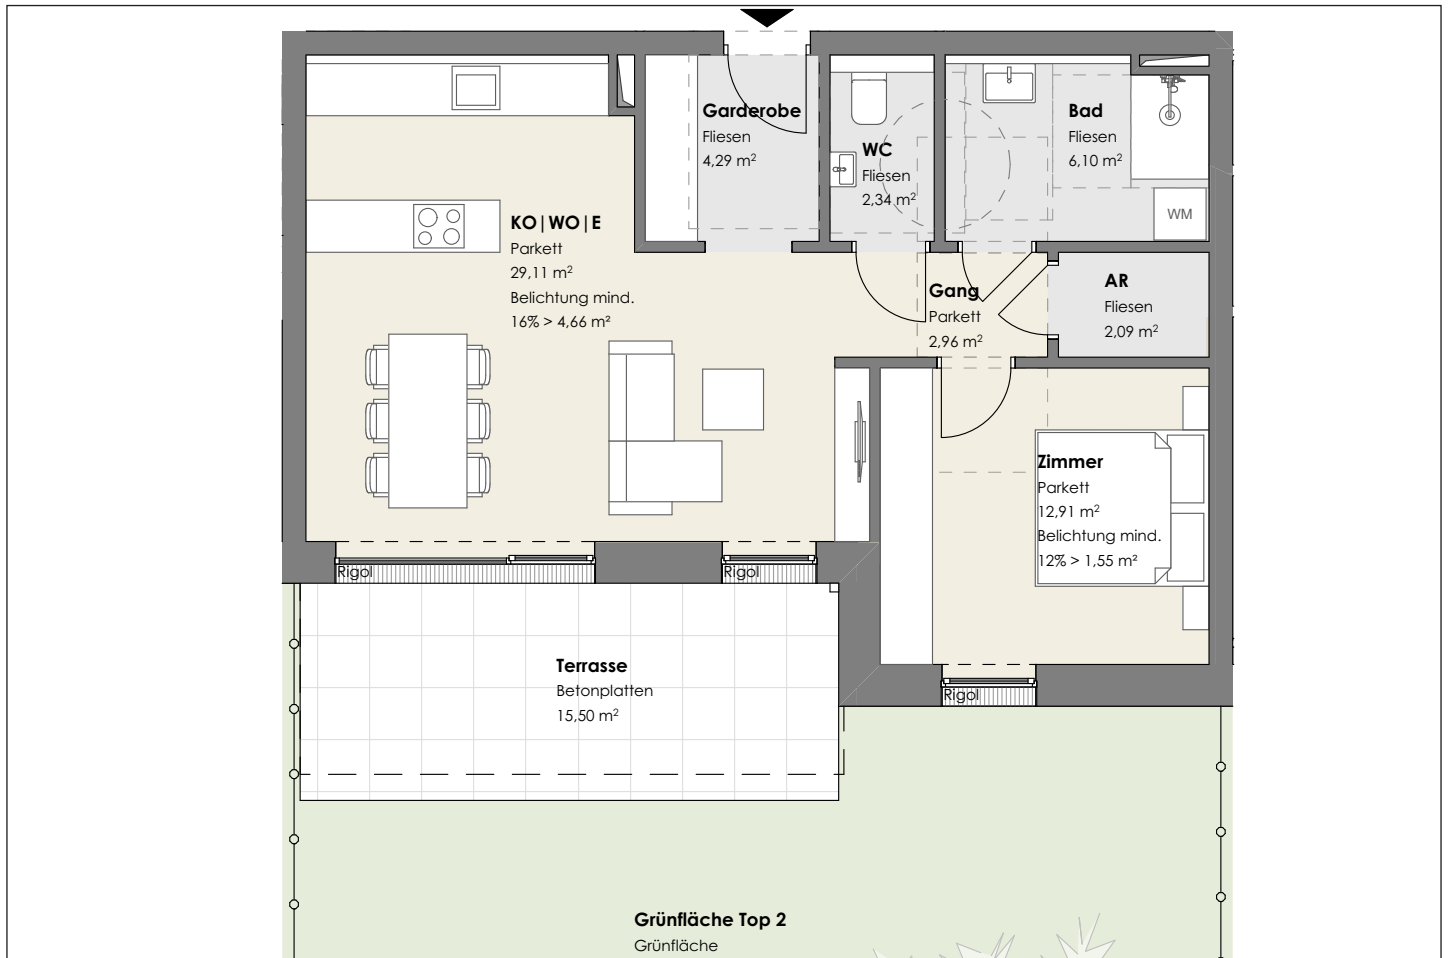 Garderobe
Fliesen
4,29 m²
WC
Fliesen
2,34 m²
Bad
Fliesen
6,10 m²
WM
KO|WO|E
Parkett
29,11 m²
Belichtung mind.
16% > 4,66 m²
Gang
Parkett
2,96 m²
AR
Fliesen
2,09 m²
Zimmer
Parkett
12,91 m²
Belichtung mind.
12% > 1,55 m²
Rigol
Rigol
Rigol
Terrasse
Betonplatten
15,50 m²
Grünfläche Top 2
Grünfläche